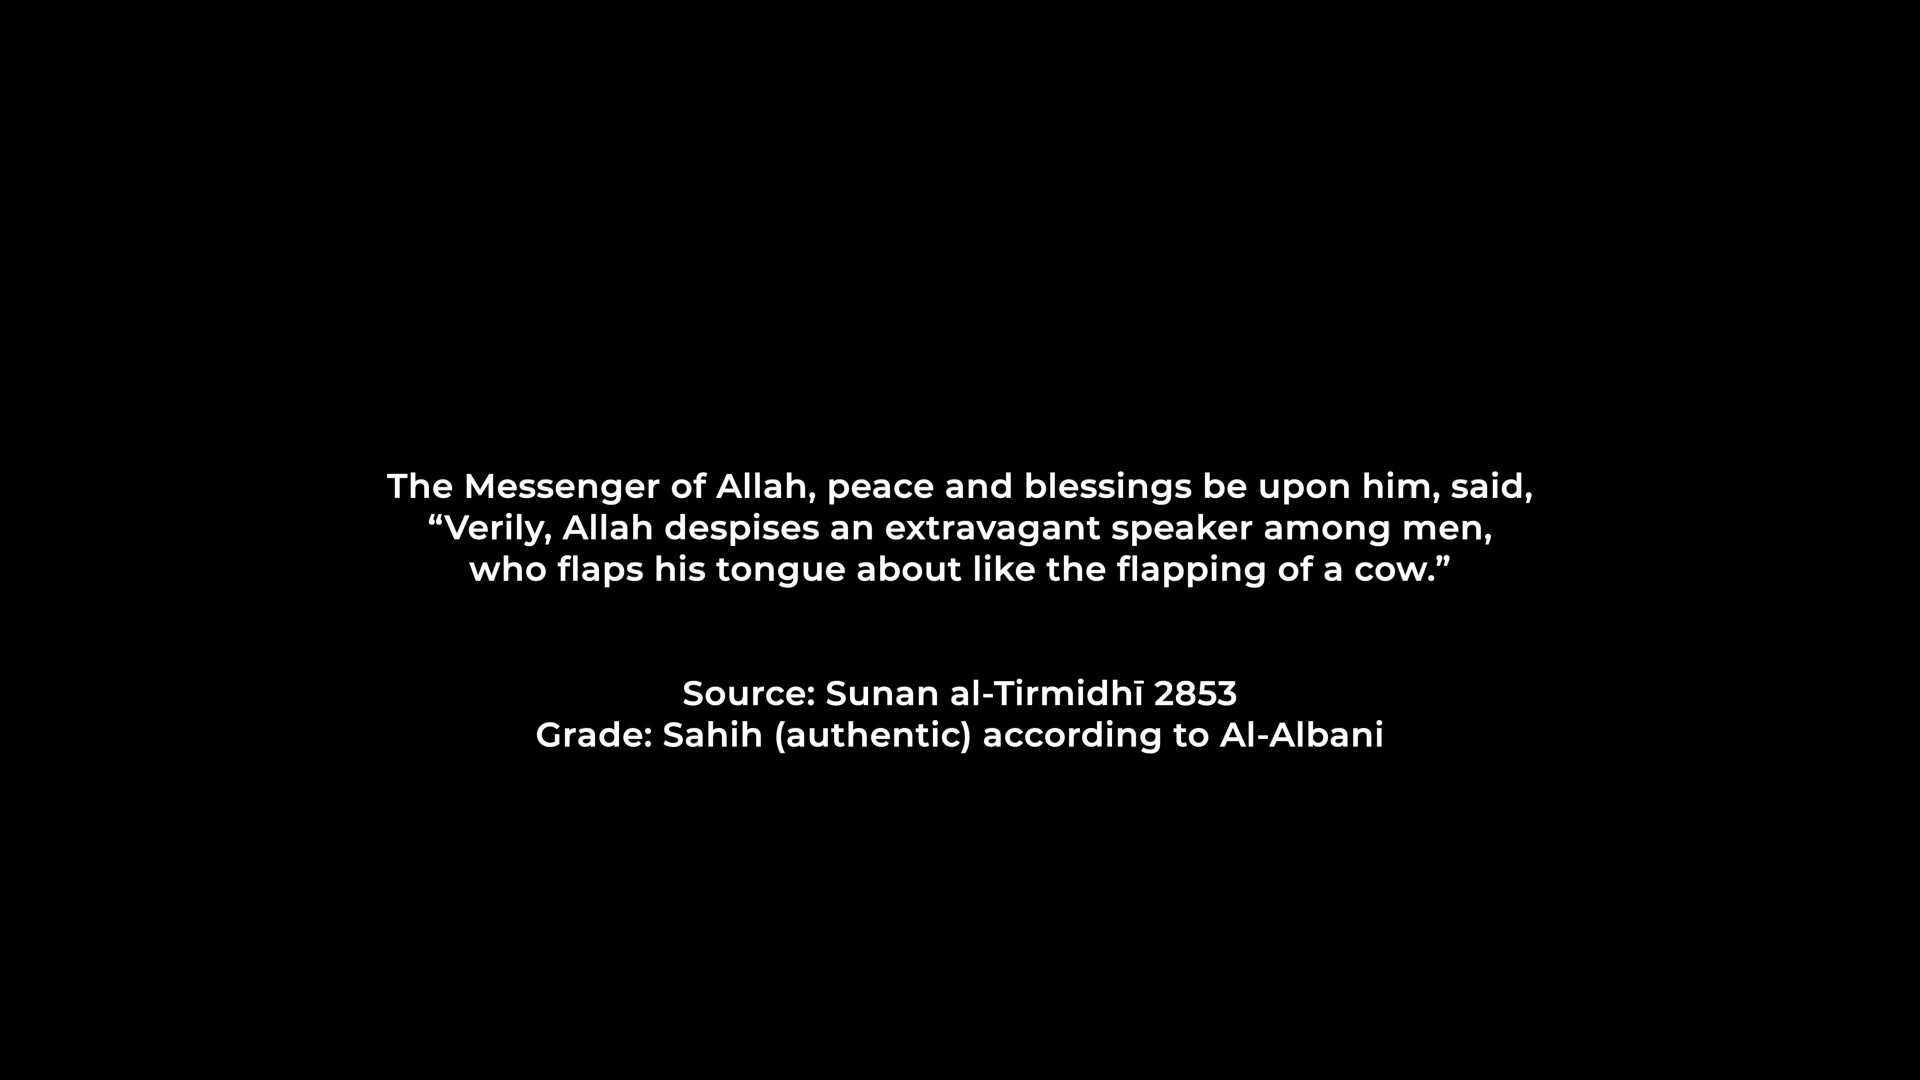 The Messenger of Allah, peace and blessings be upon him, said,
“Verily, Allah despises an extravagant speaker among men,
who flaps his tongue about like the flapping of a cow.”
Source: Sunan al-Tirmidhī 2853
Grade: Sahih (authentic) according to Al-Albani